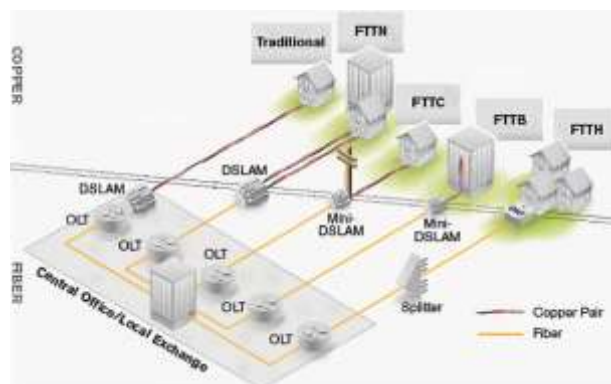 COPPER
Traditional
FTTN
FTTC
FTTB
FTTH
DSLAM
DSLAM
Mini-
DSLAM
Mini-
DSLAM
OLT
OLT
OLT
OLT
OLT
Splitter
FIBER
Central Office/Local Exchange
Copper Pair
Fiber